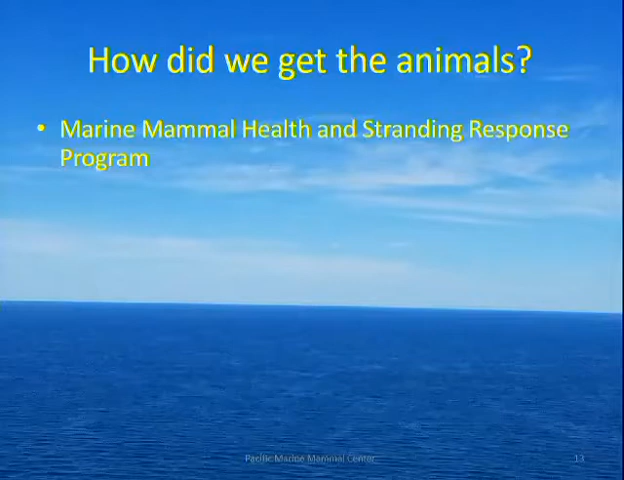 How did we get the animals?
• Marine Mammal Health and Stranding Response
Program
Pacific Marine Mammal Center
13